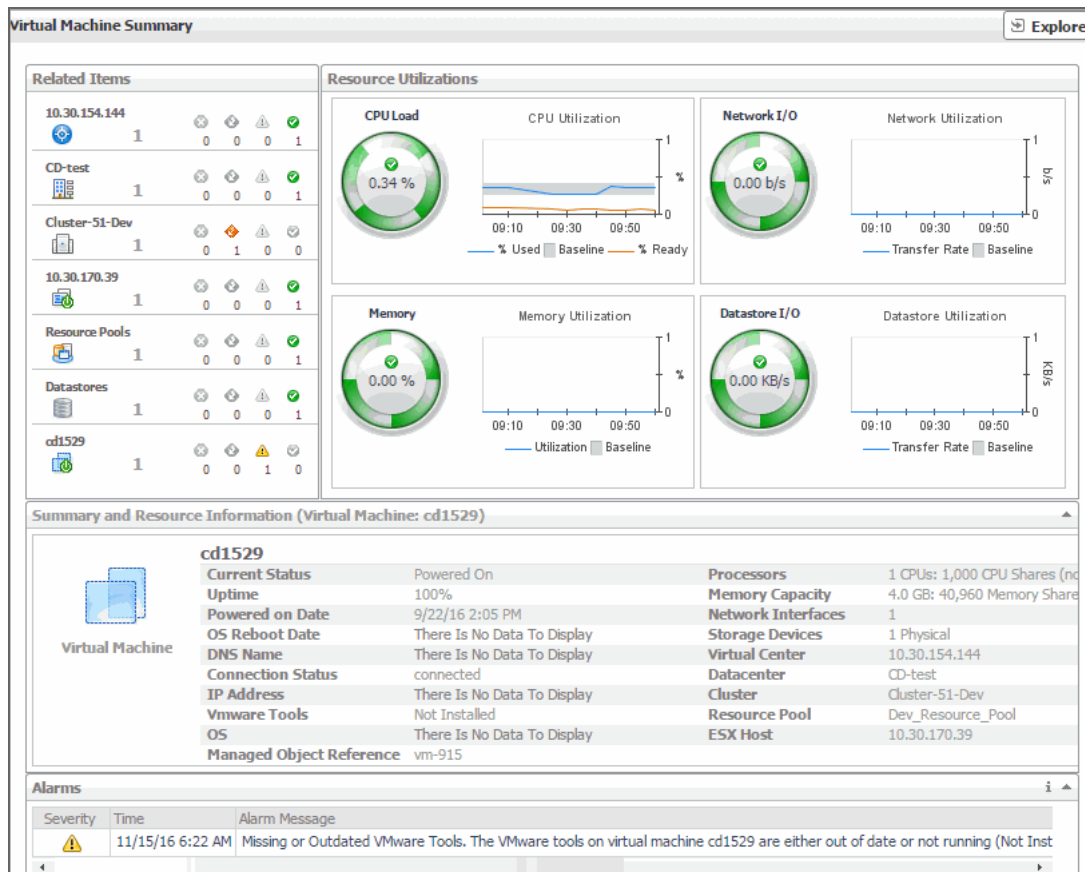 Virtual Machine Summary
Explore
Related Items
10.30.154.144
1
0 0 0 1
CD-test
1
0 0 0 1
Cluster-51-Dev
1
0 1 0 0
10.30.170.39
1
0 0 0 1
Resource Pools
1
0 0 0 1
Datastores
1
0 0 0 1
cd1529
1
0 0 1 0
Resource Utilizations
CPU Load
0.34 %
CPU Utilization
1
%
0
09:10 09:30 09:50
% Used Baseline % Ready
Network I/O
0.00 b/s
Network Utilization
1
b/s
0
09:10 09:30 09:50
Transfer Rate Baseline
Memory
0.00 %
Memory Utilization
1
%
0
09:10 09:30 09:50
Utilization Baseline
Datastore I/O
0.00 KB/s
Datastore Utilization
1
KB/s
0
09:10 09:30 09:50
Transfer Rate Baseline
Summary and Resource Information (Virtual Machine: cd1529)
Virtual Machine
cd1529
Current Status Powered On Processors 1 CPUs: 1,000 CPU Shares (no
Uptime 100% Memory Capacity 4.0 GB: 40,960 Memory Share
Powered on Date 9/22/16 2:05 PM Network Interfaces 1
OS Reboot Date There Is No Data To Display Storage Devices 1 Physical
DNS Name There Is No Data To Display Virtual Center 10.30.154.144
Connection Status connected Datacenter CD-test
IP Address There Is No Data To Display Cluster Cluster-51-Dev
Vmware Tools Not Installed Resource Pool Dev_Resource_Pool
OS There Is No Data To Display ESX Host 10.30.170.39
Managed Object Reference vm-915
Alarms
i
Severity Time Alarm Message
11/15/16 6:22 AM Missing or Outdated VMware Tools. The VMware tools on virtual machine cd1529 are either out of date or not running (Not Inst